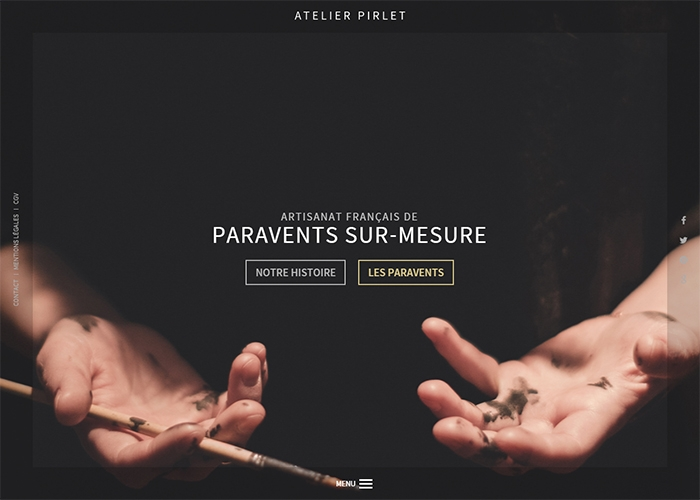 ATELIER PIRLET
ARTISANAT FRANÇAIS DE
PARAVENTS SUR-MESURE
NOTRE HISTOIRE
LES PARAVENTS
CONTACT | MENTIONS LÉGALES | CGV
MENU